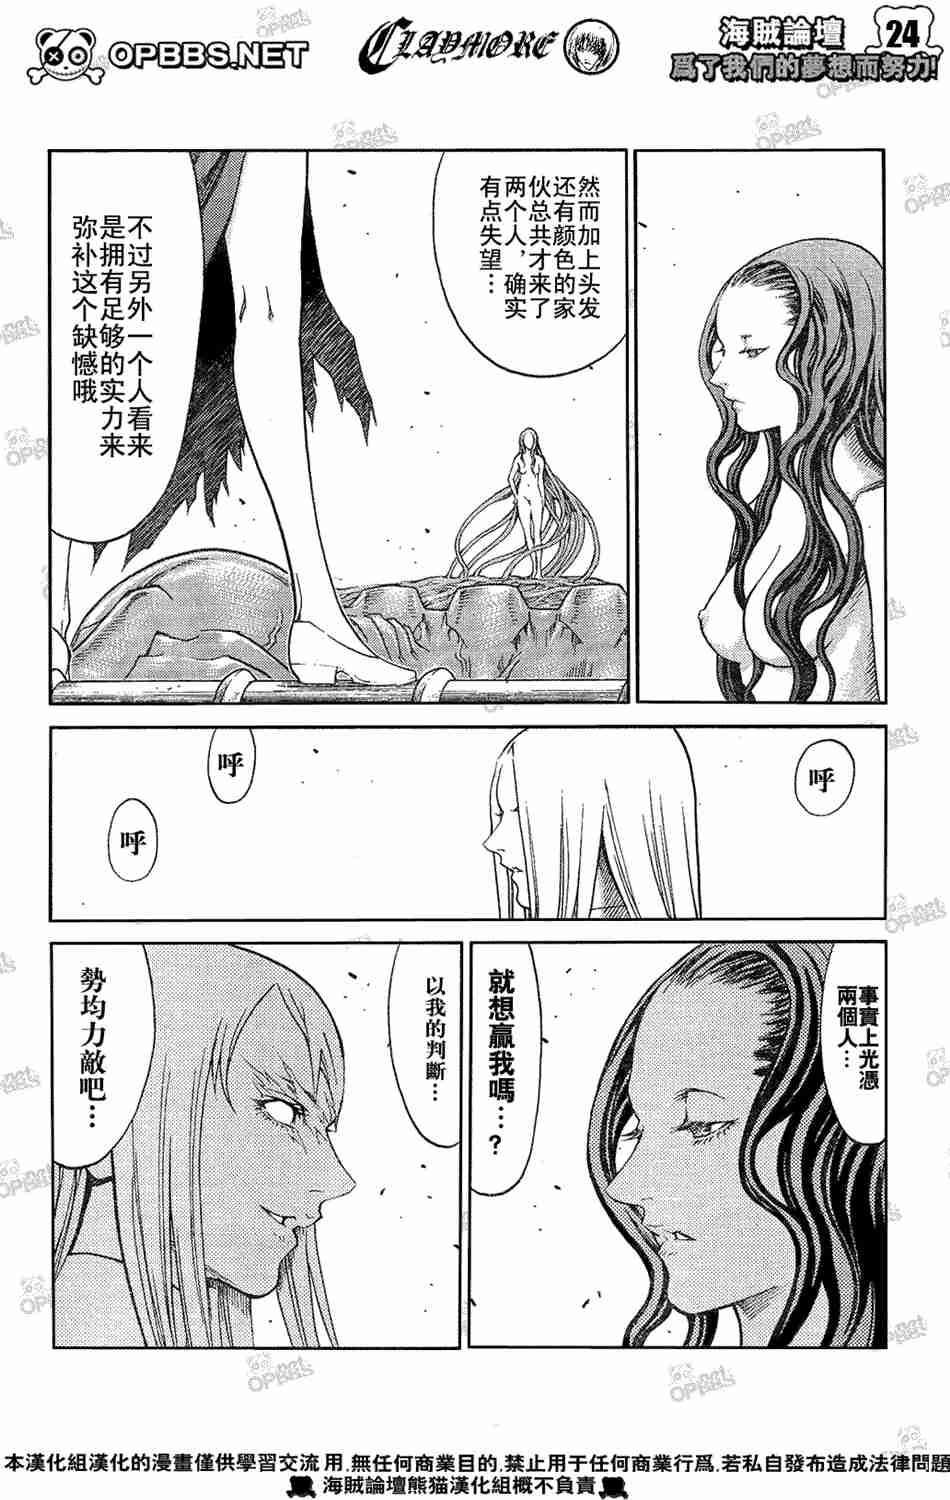 OPBBS.NET
CLAYMORE
海賊論壇
爲了我們的夢想而努力!
24
然而加上头发
还有颜色的家
伙总共才来了
两个人，确实
有点失望…
不过另外一个人看来
是拥有足够的实力来
弥补这个缺憾哦
呼
呼
呼
事實上光憑
兩個人…
就想贏我嗎…?
以我的判斷…
勢均力敵吧…
本漢化組漢化的漫畫僅供學習交流用.無任何商業目的.禁止用于任何商業行爲.若私自發布造成法律問題
海賊論壇熊猫漢化組概不負責